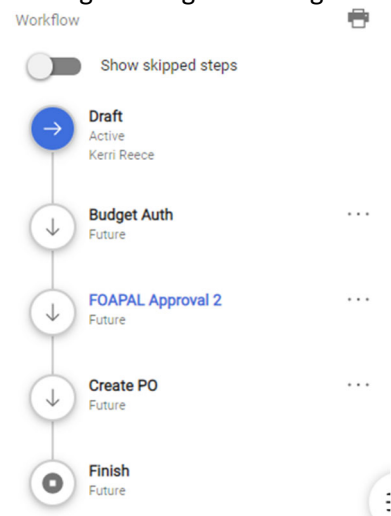 Workflow
Show skipped steps
Draft
Active
Kerri Reece
Budget Auth
Future
FOAPAL Approval 2
Future
Create PO
Future
Finish
Future